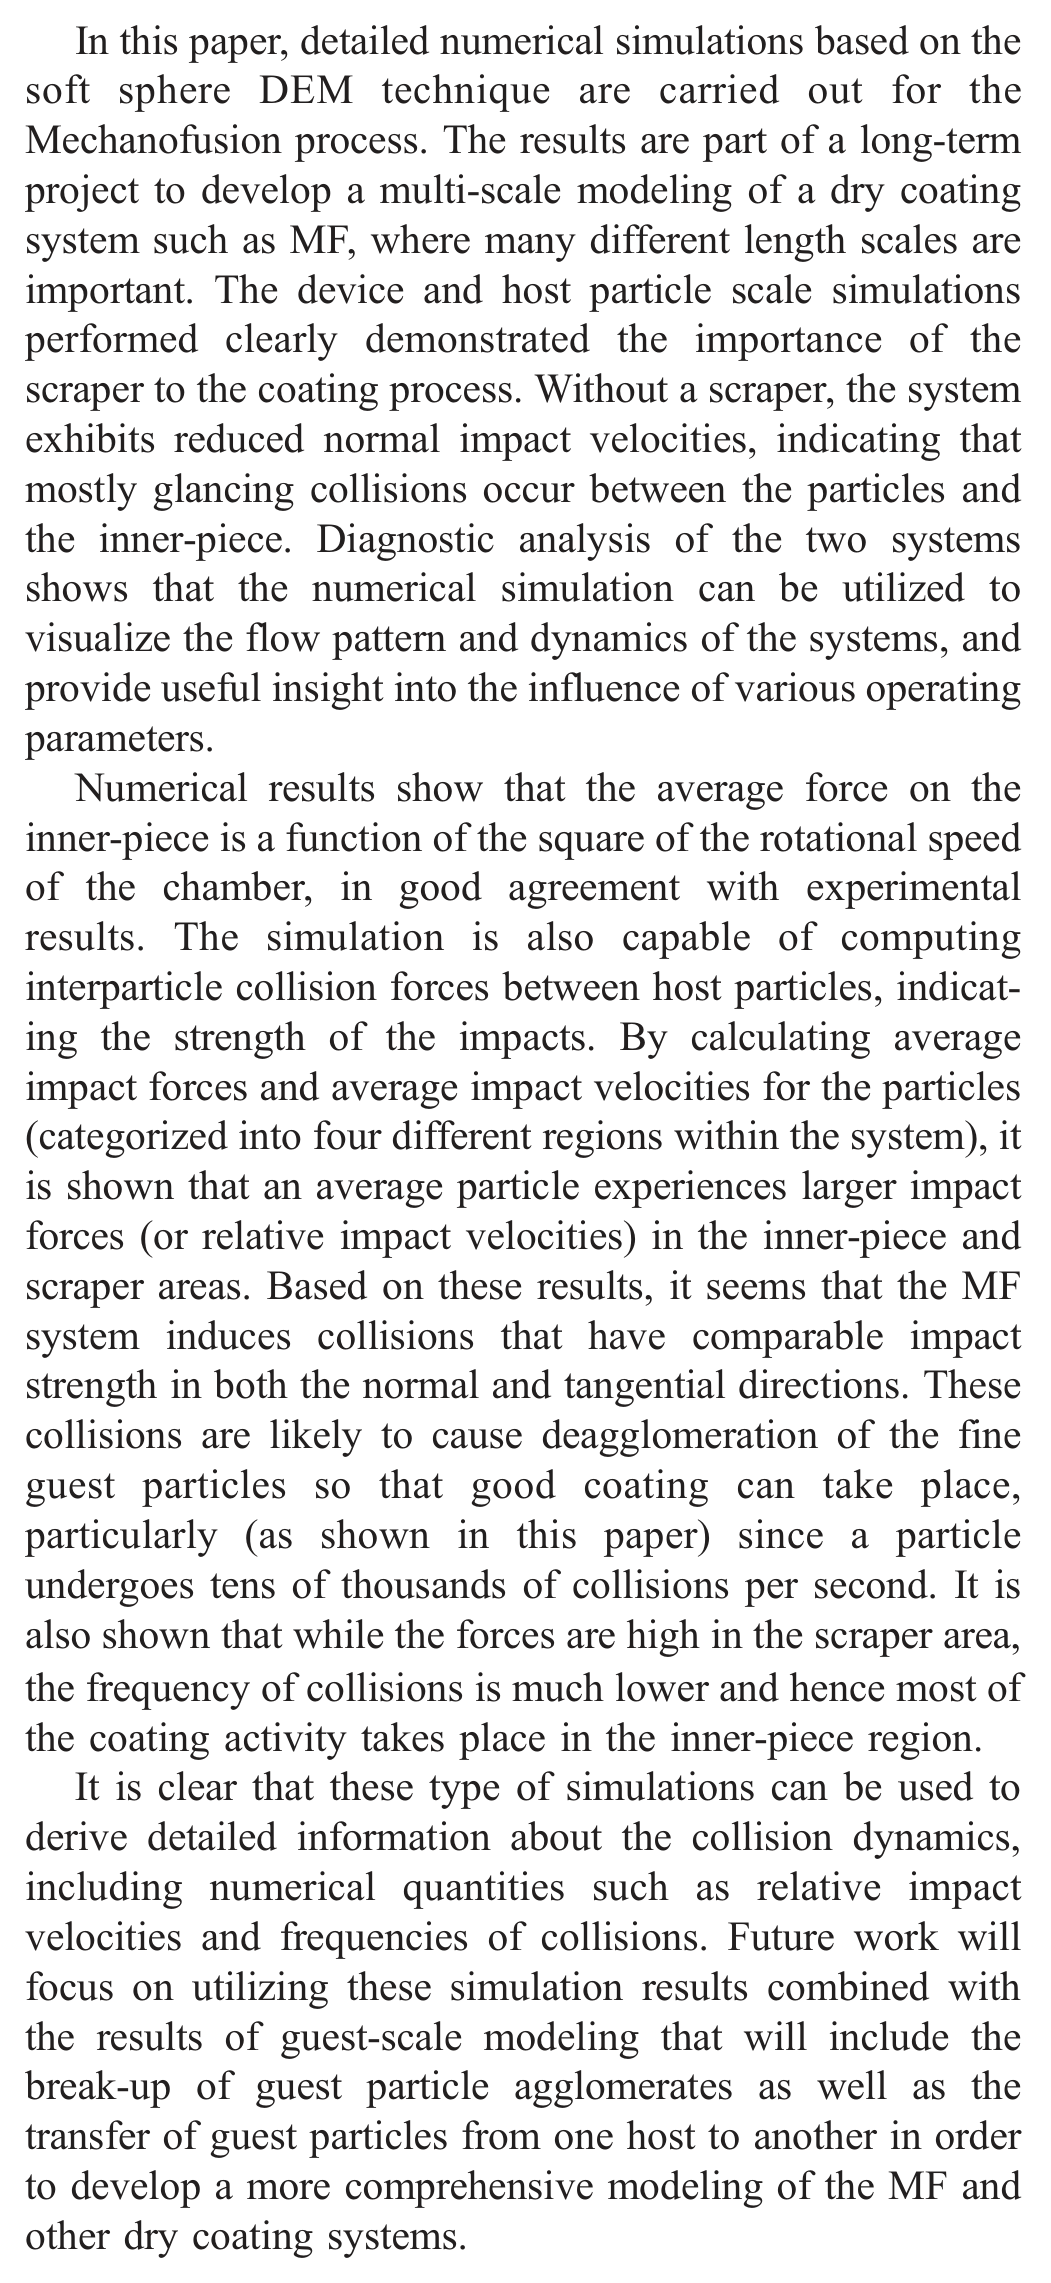 In this paper, detailed numerical simulations based on the
soft sphere DEM technique are carried out for the
Mechanofusion process. The results are part of a long-term
project to develop a multi-scale modeling of a dry coating
system such as MF, where many different length scales are
important. The device and host particle scale simulations
performed clearly demonstrated the importance of the
scraper to the coating process. Without a scraper, the system
exhibits reduced normal impact velocities, indicating that
mostly glancing collisions occur between the particles and
the inner-piece. Diagnostic analysis of the two systems
shows that the numerical simulation can be utilized to
visualize the flow pattern and dynamics of the systems, and
provide useful insight into the influence of various operating
parameters.
Numerical results show that the average force on the
inner-piece is a function of the square of the rotational speed
of the chamber, in good agreement with experimental
results. The simulation is also capable of computing
interparticle collision forces between host particles, indicat-
ing the strength of the impacts. By calculating average
impact forces and average impact velocities for the particles
(categorized into four different regions within the system), it
is shown that an average particle experiences larger impact
forces (or relative impact velocities) in the inner-piece and
scraper areas. Based on these results, it seems that the MF
system induces collisions that have comparable impact
strength in both the normal and tangential directions. These
collisions are likely to cause deagglomeration of the fine
guest particles so that good coating can take place,
particularly (as shown in this paper) since a particle
undergoes tens of thousands of collisions per second. It is
also shown that while the forces are high in the scraper area,
the frequency of collisions is much lower and hence most of
the coating activity takes place in the inner-piece region.
It is clear that these type of simulations can be used to
derive detailed information about the collision dynamics,
including numerical quantities such as relative impact
velocities and frequencies of collisions. Future work will
focus on utilizing these simulation results combined with
the results of guest-scale modeling that will include the
break-up of guest particle agglomerates as well as the
transfer of guest particles from one host to another in order
to develop a more comprehensive modeling of the MF and
other dry coating systems.